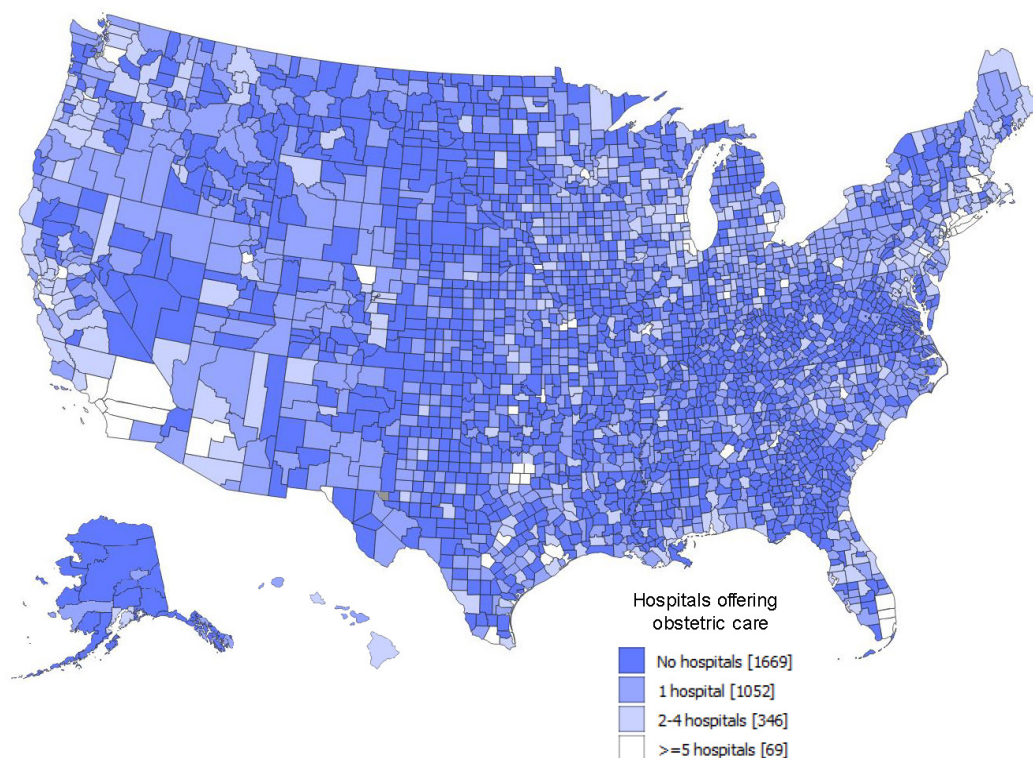 Hospitals offering
obstetric care
No hospitals [1669]
1 hospital [1052]
2-4 hospitals [346]
>=5 hospitals [69]